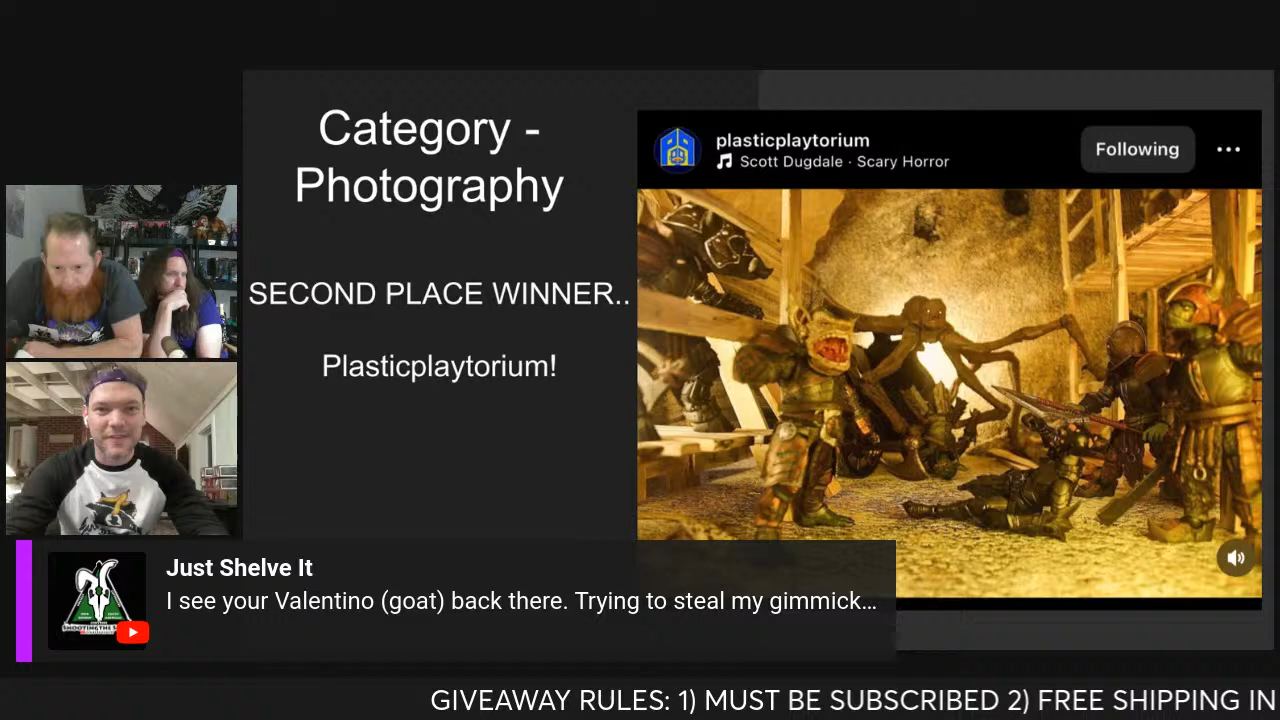 Category -
Photography
SECOND PLACE WINNER..
Plasticplaytorium!
plasticplaytorium
Scott Dugdale · Scary Horror
Following
Just Shelve It
I see your Valentino (goat) back there. Trying to steal my gimmick…
GIVEAWAY RULES: 1) MUST BE SUBSCRIBED 2) FREE SHIPPING IN